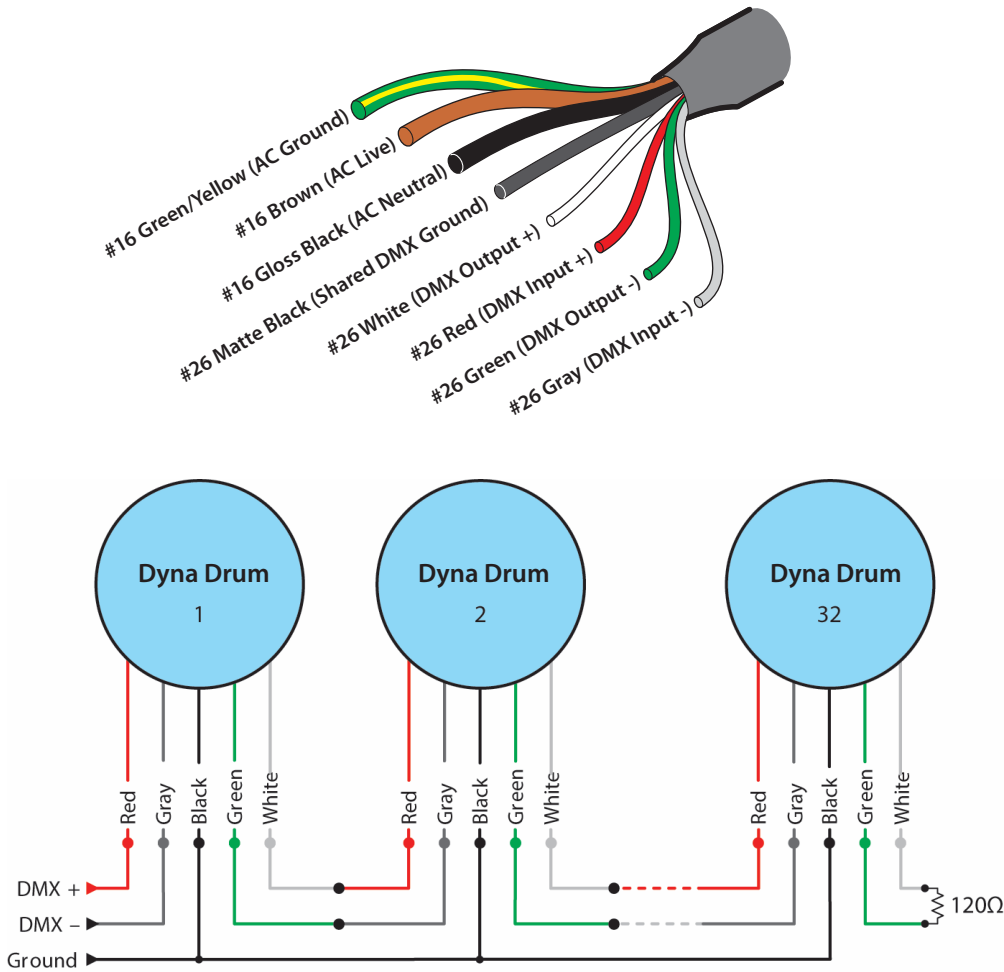 #16 Green/Yellow (AC Ground)
#16 Brown (AC Live)
#16 Gloss Black (AC Neutral)
#26 Matte Black (Shared DMX Ground)
#26 White (DMX Output +)
#26 Red (DMX Input +)
#26 Green (DMX Output -)
#26 Gray (DMX Input -)
Dyna Drum
1
Dyna Drum
2
Dyna Drum
32
Red
Gray
Black
Green
White
Red
Gray
Black
Green
White
Red
Gray
Black
Green
White
DMX +
DMX –
Ground
120Ω